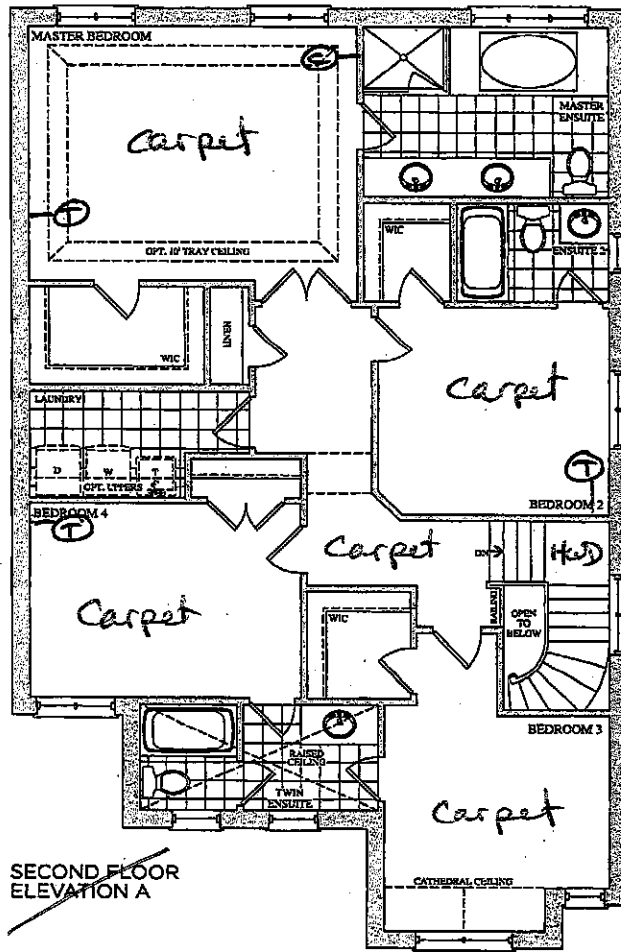 MASTER BEDROOM
C
carpet
MASTER
ENSUITE
T
OPT. 10' TRAY CEILING
WIC
ENSUITE 2
WIC
LINEN
carpet
LAUNDRY
D
W
T
OPT. UPPERS
T
BEDROOM 2
BEDROOM 4
T
carpet
DN
HWD
carpet
WIC
RAILING
OPEN
TO
BELOW
BEDROOM 3
RAISED
CEILING
TWIN
ENSUITE
carpet
CATHEDRAL CEILING
SECOND FLOOR
ELEVATION A